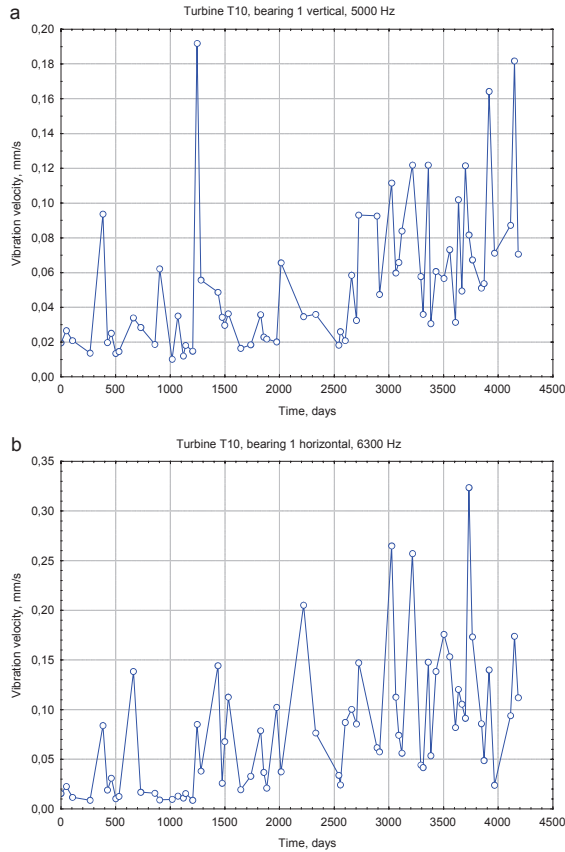 a
Turbine T10, bearing 1 vertical, 5000 Hz
0,20
0,18
0,16
0,14
0,12
0,10
0,08
0,06
0,04
0,02
0,00
Vibration velocity, mm/s
0 500 1000 1500 2000 2500 3000 3500 4000 4500
Time, days
b
Turbine T10, bearing 1 horizontal, 6300 Hz
0,35
0,30
0,25
0,20
0,15
0,10
0,05
0,00
Vibration velocity, mm/s
0 500 1000 1500 2000 2500 3000 3500 4000 4500
Time, days